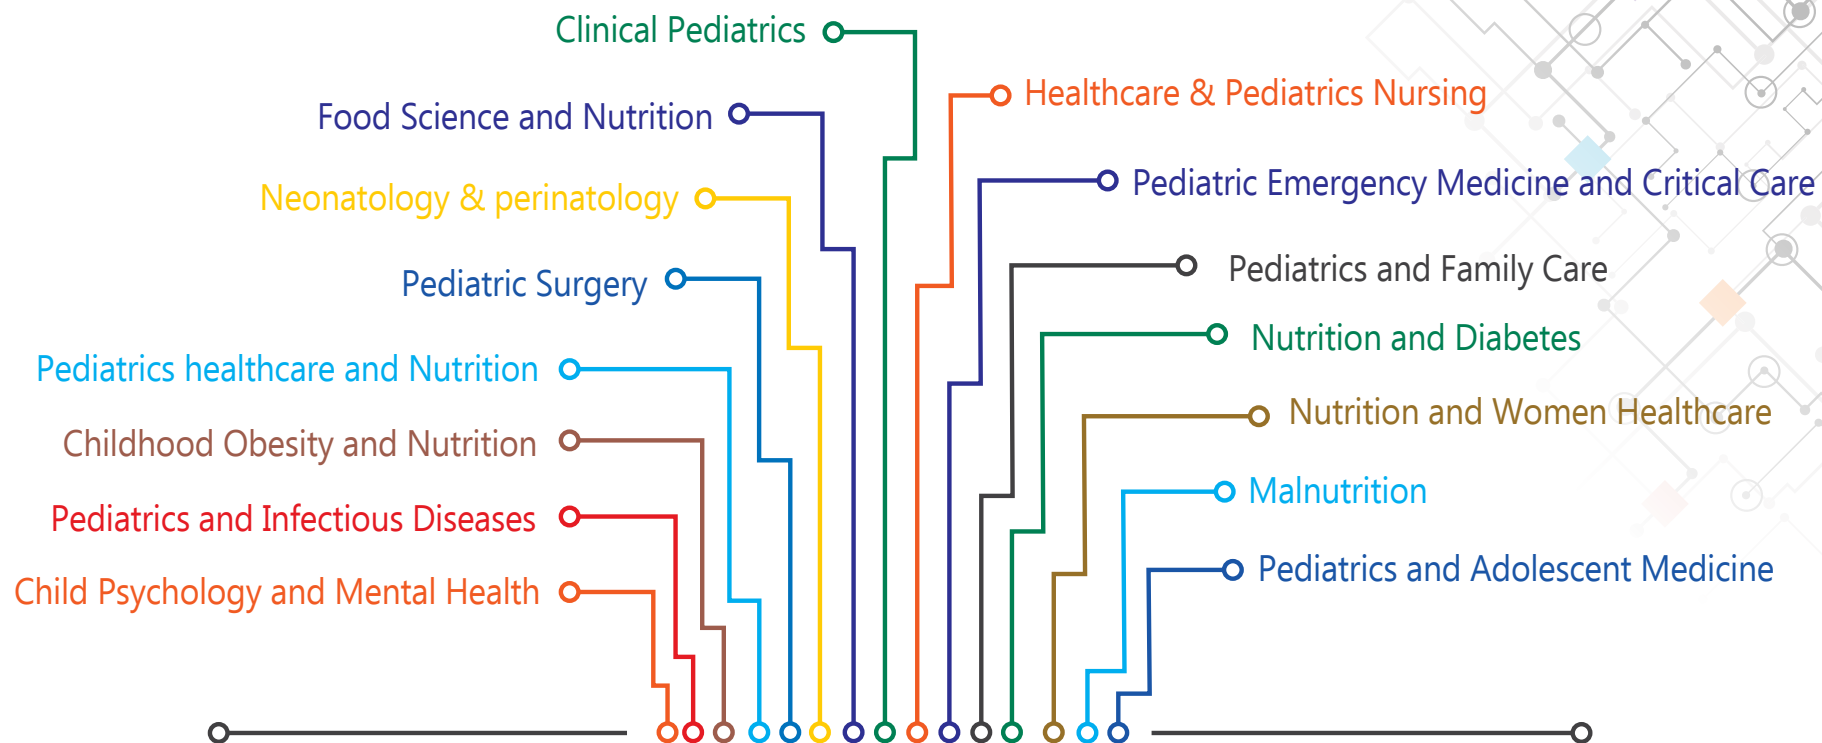 Clinical Pediatrics
Food Science and Nutrition
Neonatology & perinatology
Pediatric Surgery
Pediatrics healthcare and Nutrition
Childhood Obesity and Nutrition
Pediatrics and Infectious Diseases
Child Psychology and Mental Health
Healthcare & Pediatrics Nursing
Pediatric Emergency Medicine and Critical Care
Pediatrics and Family Care
Nutrition and Diabetes
Nutrition and Women Healthcare
Malnutrition
Pediatrics and Adolescent Medicine